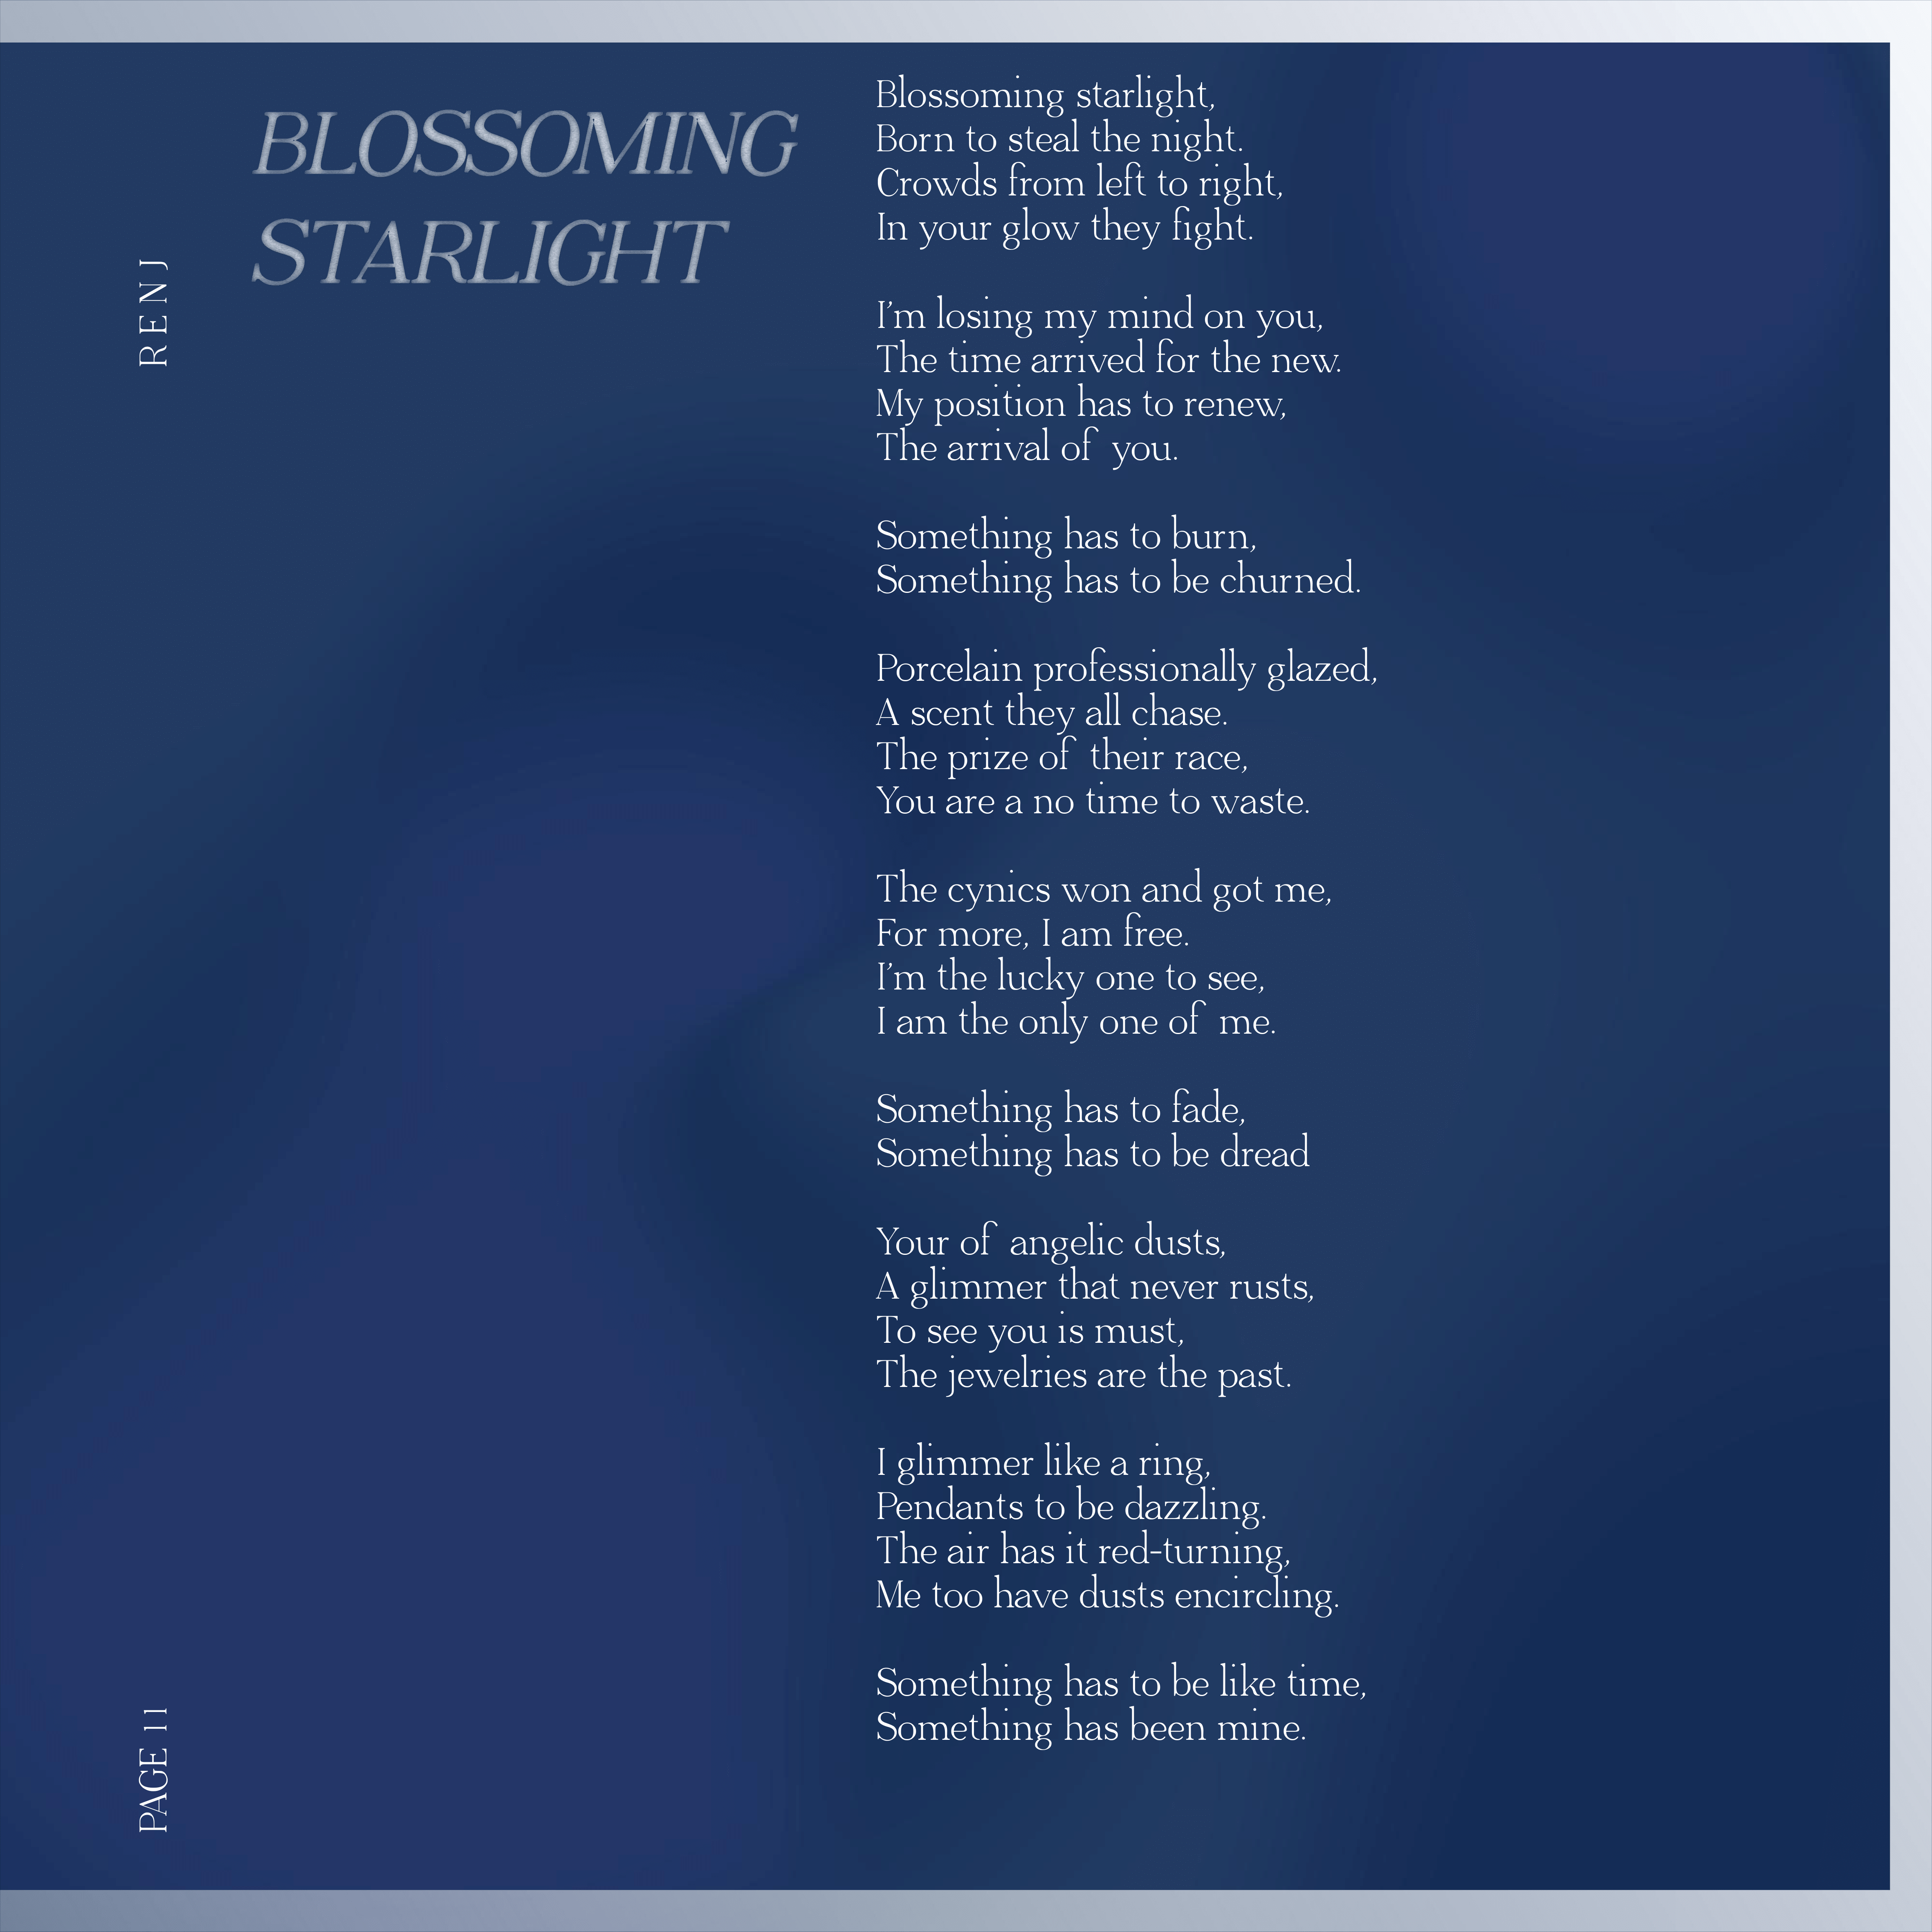 BLOSSOMING
STARLIGHT
RENJ
Blossoming starlight,
Born to steal the night.
Crowds from left to right,
In your glow they fight.
I'm losing my mind on you,
The time arrived for the new.
My position has to renew,
The arrival of you.
Something has to burn,
Something has to be churned.
Porcelain professionally glazed,
A scent they all chase.
The prize of their race,
You are a no time to waste.
The cynics won and got me,
For more, I am free.
I'm the lucky one to see,
I am the only one of me.
Something has to fade,
Something has to be dread
Your of angelic dusts,
A glimmer that never rusts,
To see you is must,
The jewelries are the past.
I glimmer like a ring,
Pendants to be dazzling.
The air has it red-turning,
Me too have dusts encircling.
Something has to be like time,
Something has been mine.
PAGE 11